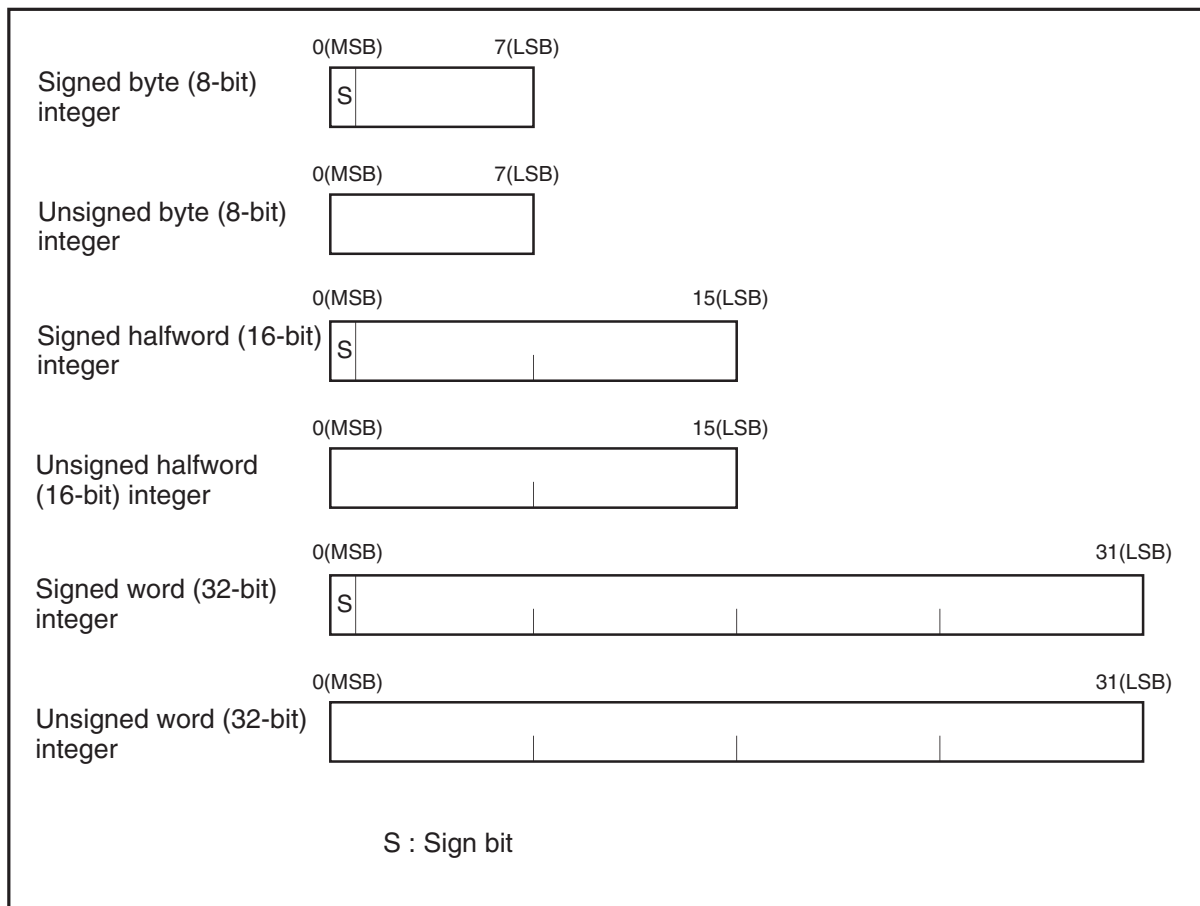 0(MSB) 7(LSB)
Signed byte (8-bit)
integer
S
0(MSB) 7(LSB)
Unsigned byte (8-bit)
integer
0(MSB) 15(LSB)
Signed halfword (16-bit)
integer
S
0(MSB) 15(LSB)
Unsigned halfword
(16-bit) integer
0(MSB) 31(LSB)
Signed word (32-bit)
integer
S
0(MSB) 31(LSB)
Unsigned word (32-bit)
integer
S : Sign bit